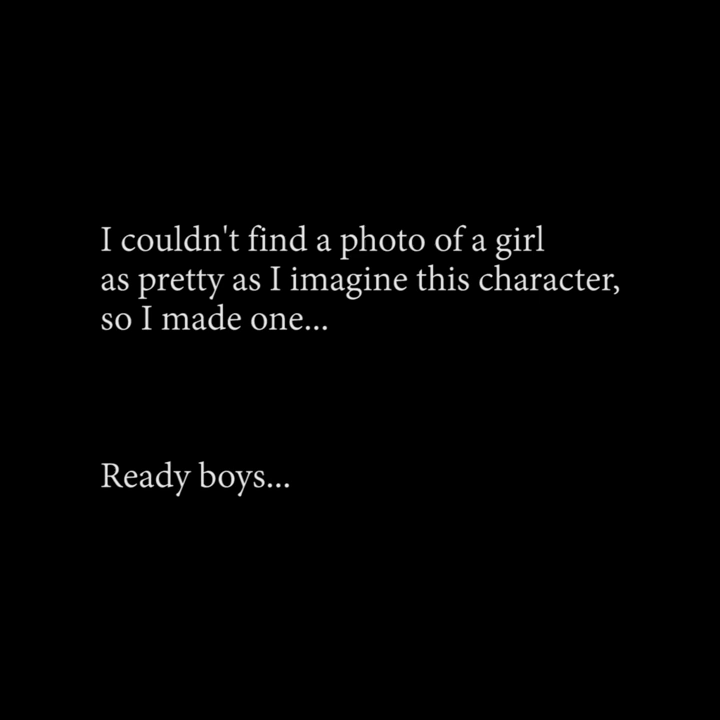 I couldn't find a photo of a girl
as pretty as I imagine this character,
so I made one...
Ready boys...